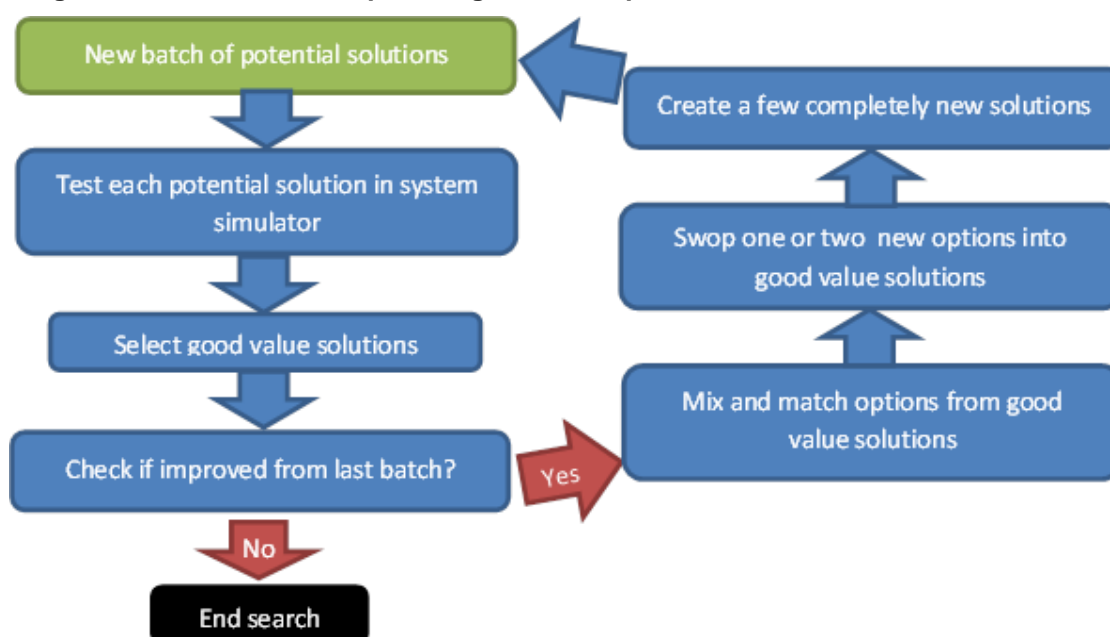 New batch of potential solutions
Test each potential solution in system
simulator
Select good value solutions
Check if improved from last batch?
No
End search
Yes
Mix and match options from good
value solutions
Swop one or two new options into
good value solutions
Create a few completely new solutions